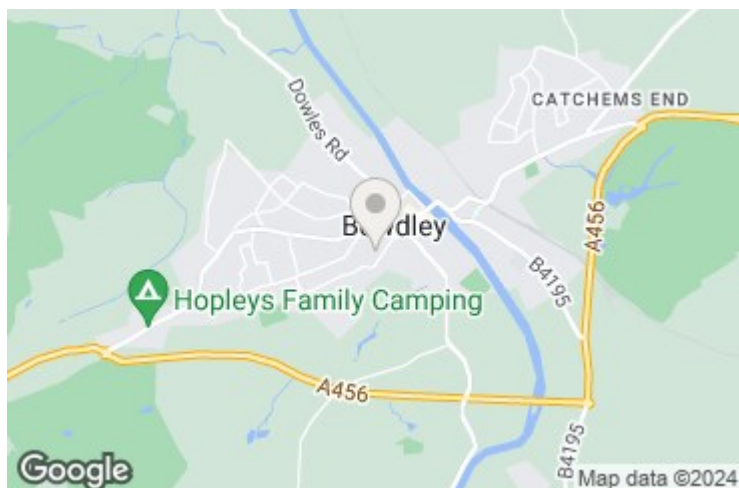 Dowles Rd
CATCHEMS END
A456
Bewdley
B4195
Hopleys Family Camping
A456
B4195
Google
Map data ©2024